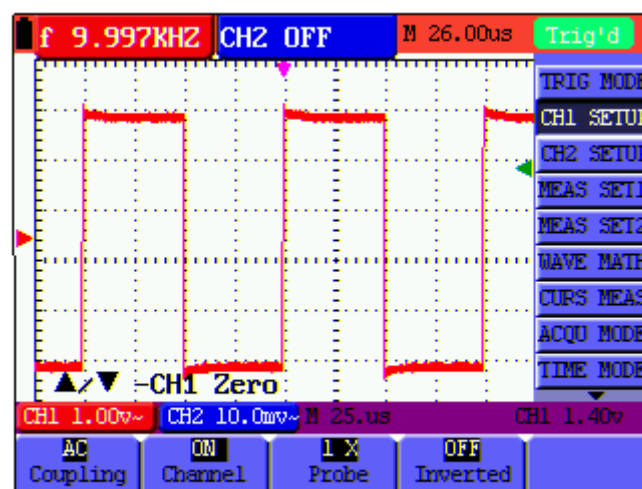 f 9.997KHZ CH2 OFF M 26.00us Trig'd
TRIG MODE
CH1 SETUP
CH2 SETUP
MEAS SET1
MEAS SET2
WAVE MATH
CURS MEAS
ACQU MODE
TIME MODE
▲/▼ -CH1 Zero
CH1 1.00v~ CH2 10.0mv~ M 25.us CH1 1.40v
AC ON 1 X OFF
Coupling Channel Probe Inverted